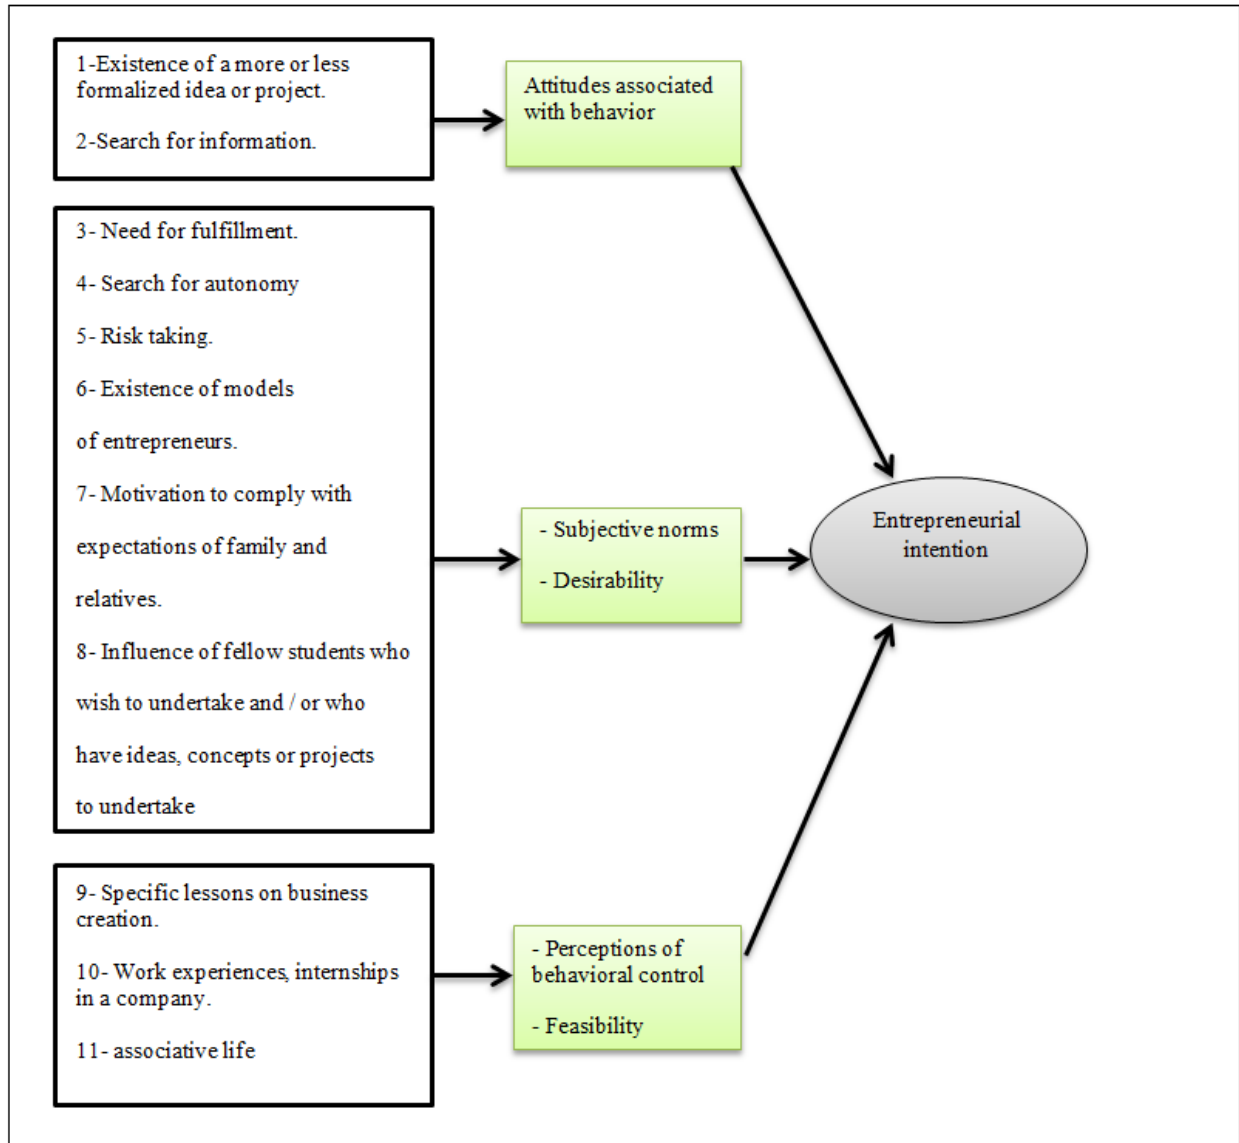 1-Existence of a more or less
formalized idea or project.
2-Search for information.
Attitudes associated
with behavior
3- Need for fulfillment.
4- Search for autonomy
5- Risk taking.
6- Existence of models
of entrepreneurs.
7- Motivation to comply with
expectations of family and
relatives.
8- Influence of fellow students who
wish to undertake and / or who
have ideas, concepts or projects
to undertake
- Subjective norms
- Desirability
Entrepreneurial
intention
9- Specific lessons on business
creation.
10- Work experiences, internships
in a company.
11- associative life
- Perceptions of
behavioral control
- Feasibility